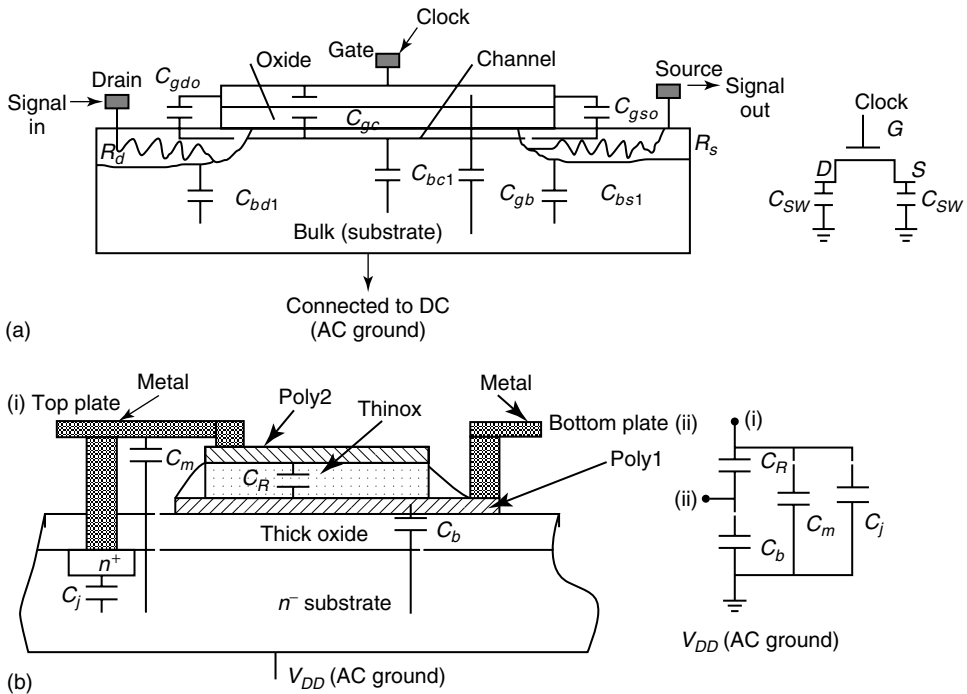 Clock
Gate
Oxide
Channel
C_gdo
Drain
Source
Signal in
Signal out
C_gc
C_gso
R_d
R_s
C_bd1
C_bc1
C_gb
C_bs1
Bulk (substrate)
Connected to DC
(AC ground)
Clock
G
D
S
C_SW
C_SW
(a)
(i) Top plate
Metal
Poly2
Thinox
Metal
Bottom plate (ii)
Poly1
C_m
C_R
Thick oxide
C_b
n+
C_j
n− substrate
V_DD (AC ground)
(i)
C_R
(ii)
C_m
C_j
C_b
V_DD (AC ground)
(b)